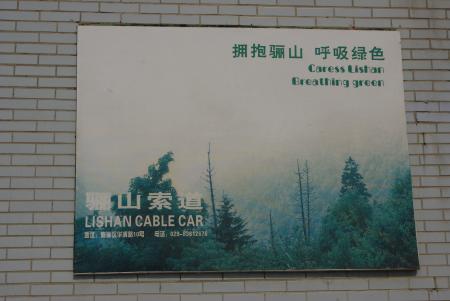 拥抱骊山 呼吸绿色
Caress Lishan
Breathing green
骊山索道
LISHAN CABLE CAR